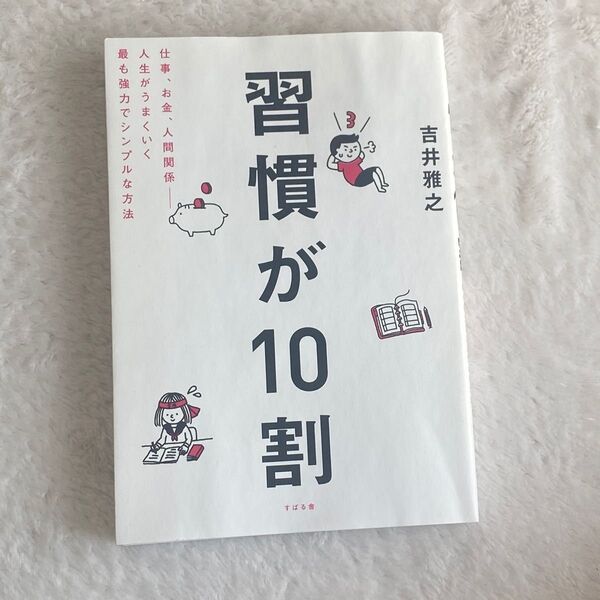 吉井雅之
習慣が10割
仕事、お金、人間関係──
人生がうまくいく
最も強力でシンプルな方法
3
すばる舎